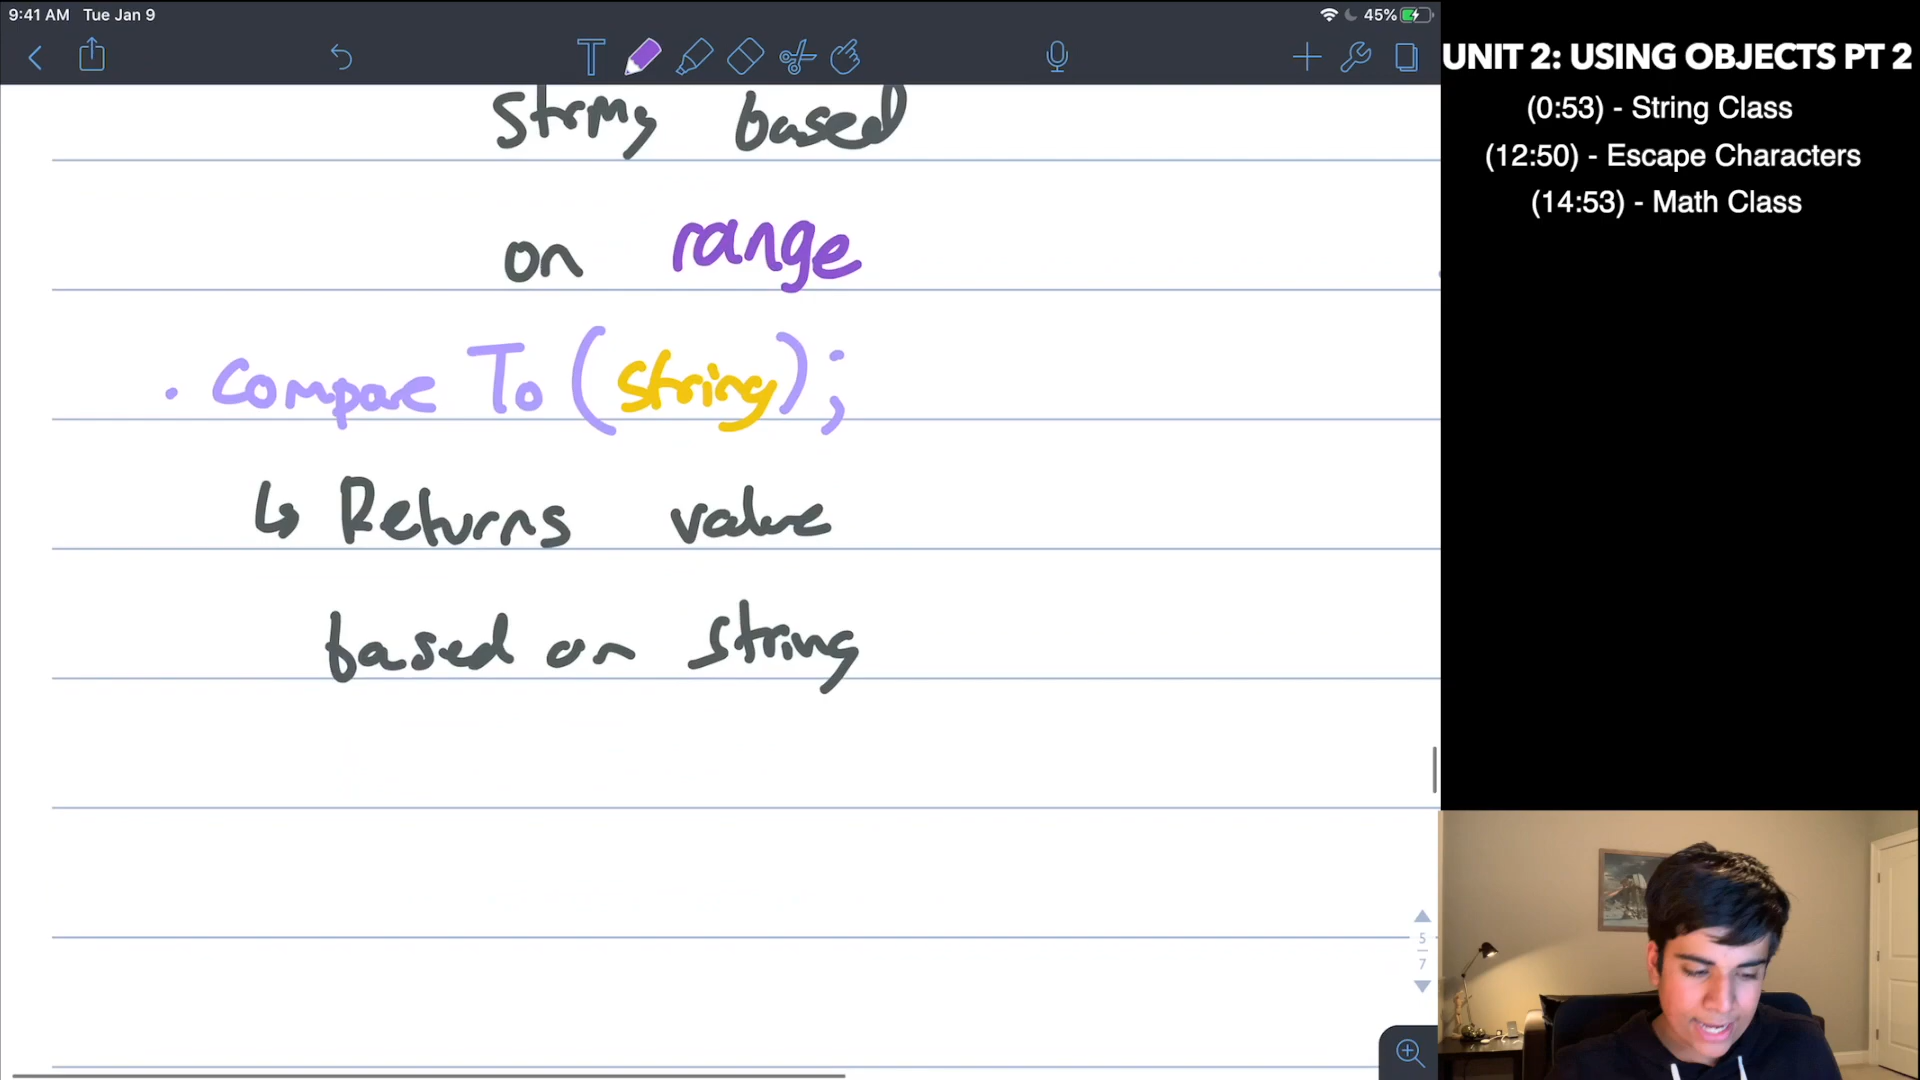 9:41 AM Tue Jan 9
45%
UNIT 2: USING OBJECTS PT 2
(0:53) - String Class
(12:50) - Escape Characters
(14:53) - Math Class
String based
on range
. Compare To (string);
↳ Returns value
based on string
5
7